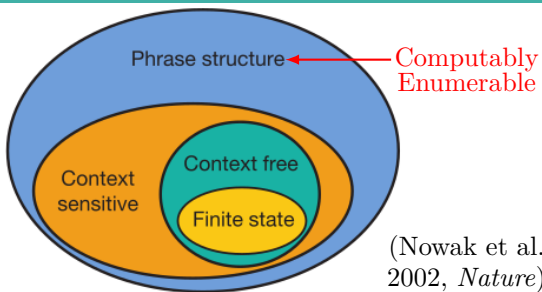 Phrase structure
Computably
Enumerable
Context free
Context
sensitive
Finite state
(Nowak et al.
2002, Nature)